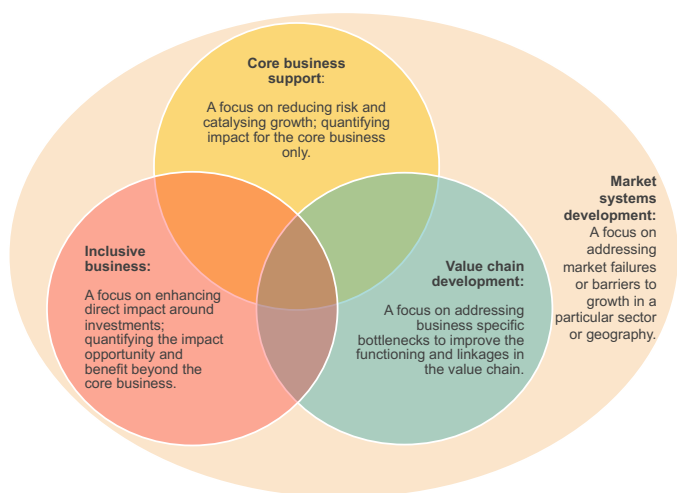 Core business
support:
A focus on reducing risk and
catalysing growth; quantifying
impact for the core business
only.
Inclusive
business:
A focus on enhancing
direct impact around
investments;
quantifying the impact
opportunity and
benefit beyond the
core business.
Value chain
development:
A focus on addressing
business specific
bottlenecks to improve the
functioning and linkages in
the value chain.
Market
systems
development:
A focus on
addressing
market failures
or barriers to
growth in a
particular sector
or geography.